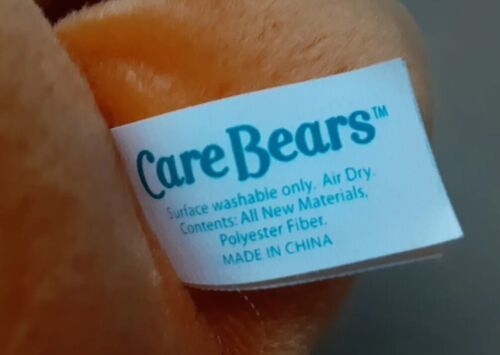 Care Bears™
Surface washable only. Air Dry.
Contents: All New Materials,
Polyester Fiber.
MADE IN CHINA